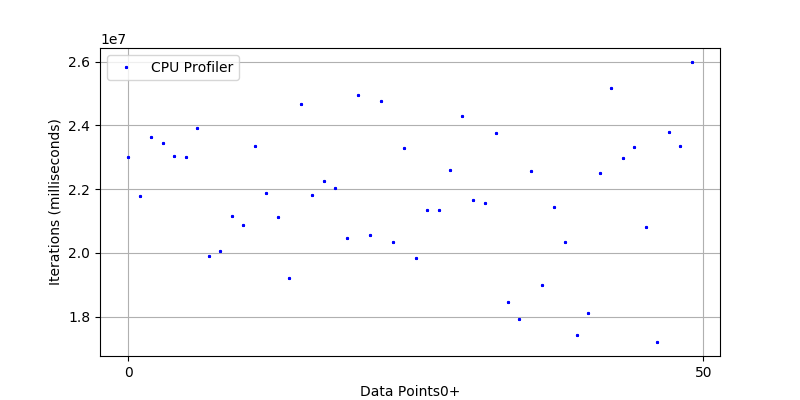 1e7
CPU Profiler
2.6
2.4
2.2
2.0
1.8
Iterations (milliseconds)
0 50
Data Points0+